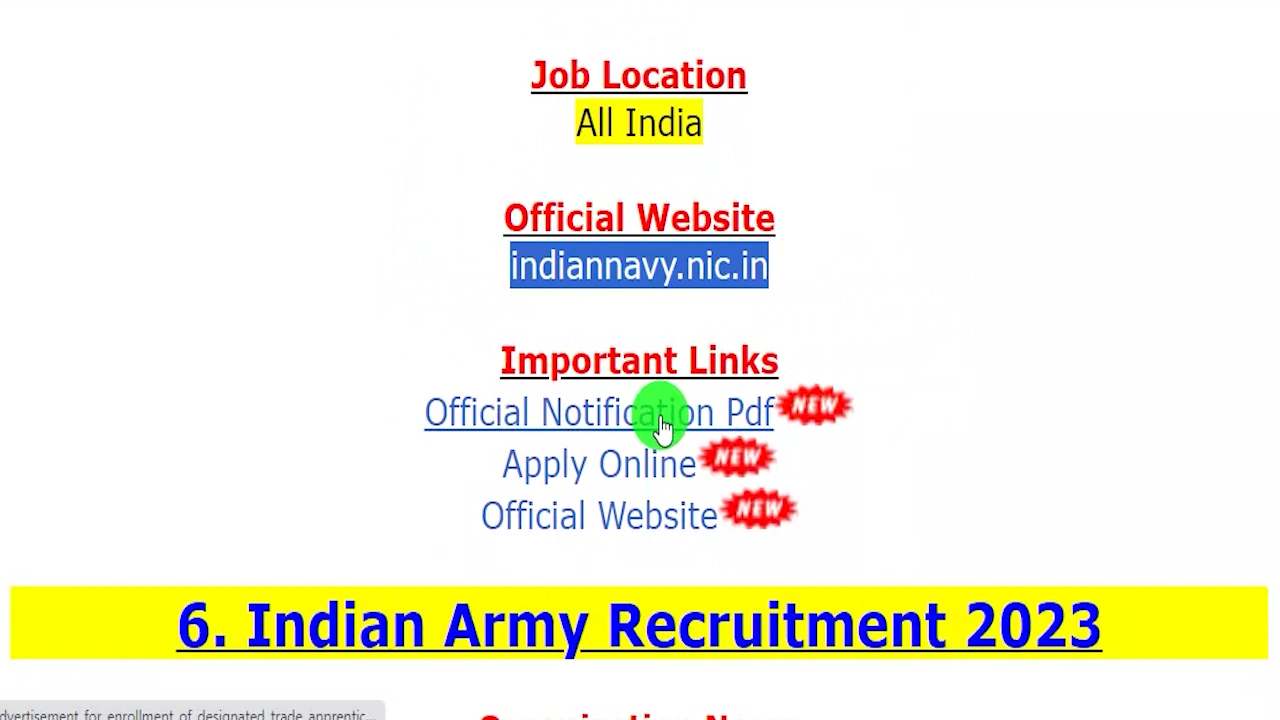 Job Location
All India
Official Website
indiannavy.nic.in
Important Links
Official Notification Pdf NEW
Apply Online NEW
Official Website NEW
6. Indian Army Recruitment 2023
dvertisement for enrollment of designated trade apprentic...